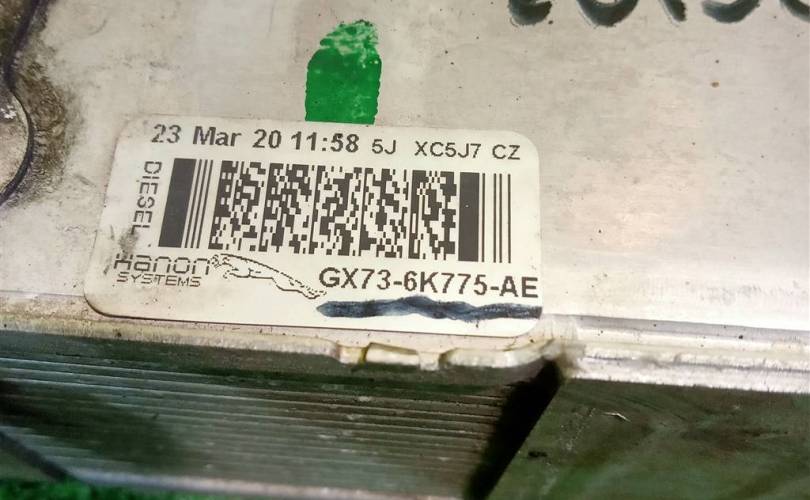 23 Mar 20 11:58 5J XC5J7 CZ
DIESEL
Hanon
SYSTEMS
GX73-6K775-AE